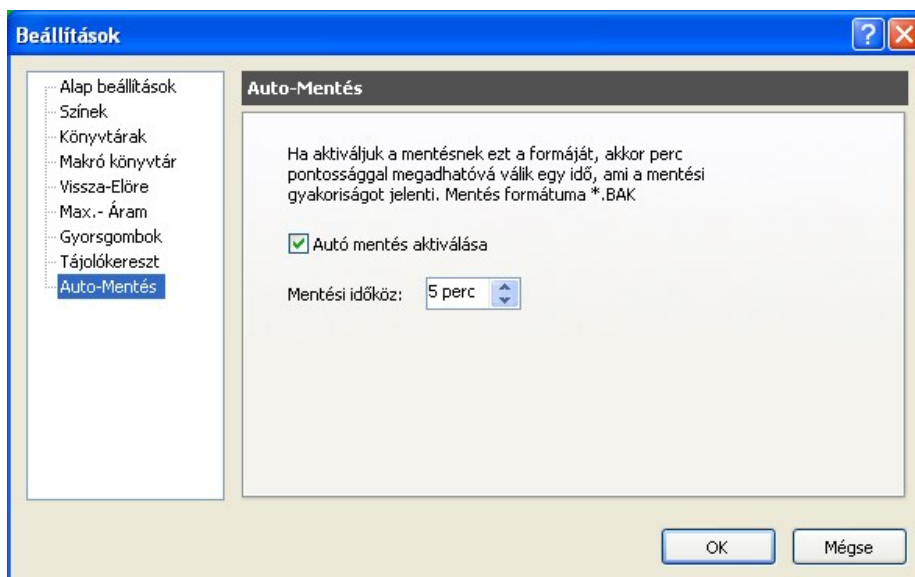 Beállítások
Alap beállítások
Színek
Könyvtárak
Makró könyvtár
Vissza-Elöre
Max.- Áram
Gyorsgombok
Tájolókereszt
Auto-Mentés
Auto-Mentés
Ha aktiváljuk a mentésnek ezt a formáját, akkor perc
pontossággal megadhatóvá válik egy idő, ami a mentési
gyakoriságot jelenti. Mentés formátuma *.BAK
Autó mentés aktiválása
Mentési időköz: 5 perc
OK Mégse